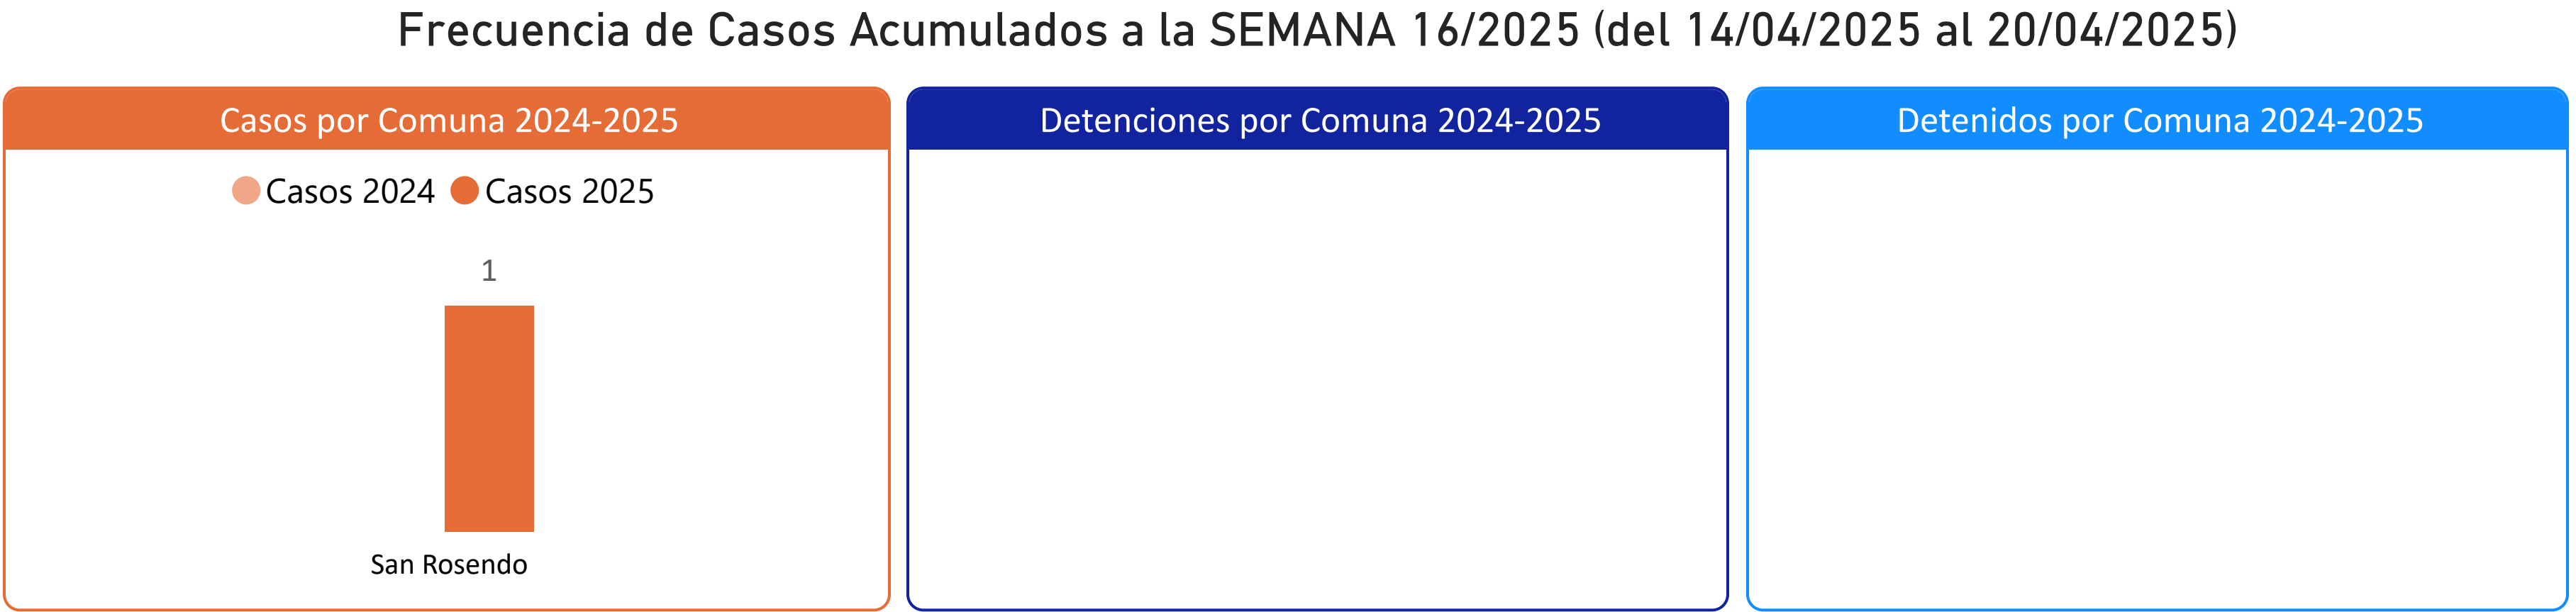 Frecuencia de Casos Acumulados a la SEMANA 16/2025 (del 14/04/2025 al 20/04/2025)
Casos por Comuna 2024-2025
Casos 2024 Casos 2025
1
San Rosendo
Detenciones por Comuna 2024-2025
Detenidos por Comuna 2024-2025